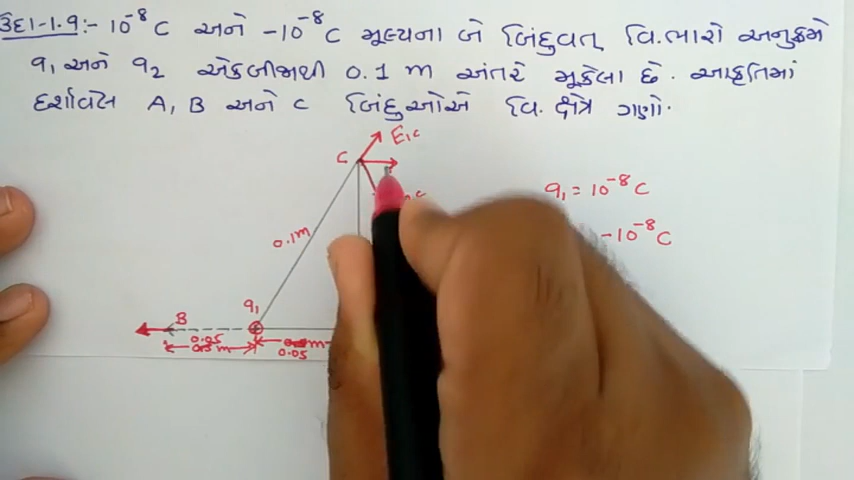 ઉદા-1.9:- 10⁻⁸C અને -10⁻⁸C મૂલ્યના બે બિંદુવત્ વિ.ભારો અનુક્રમે
q₁ અને q₂ એકબીજાથી 0.1 m અંતરે મૂકેલા છે. આકૃતિમાં
દર્શાવેલ A, B અને C બિંદુઓએ વિ. ક્ષેત્ર ગણો.
C E₁c
q₁ = 10⁻⁸C
-10⁻⁸C
0.1m
B q₁
0.05
0.05